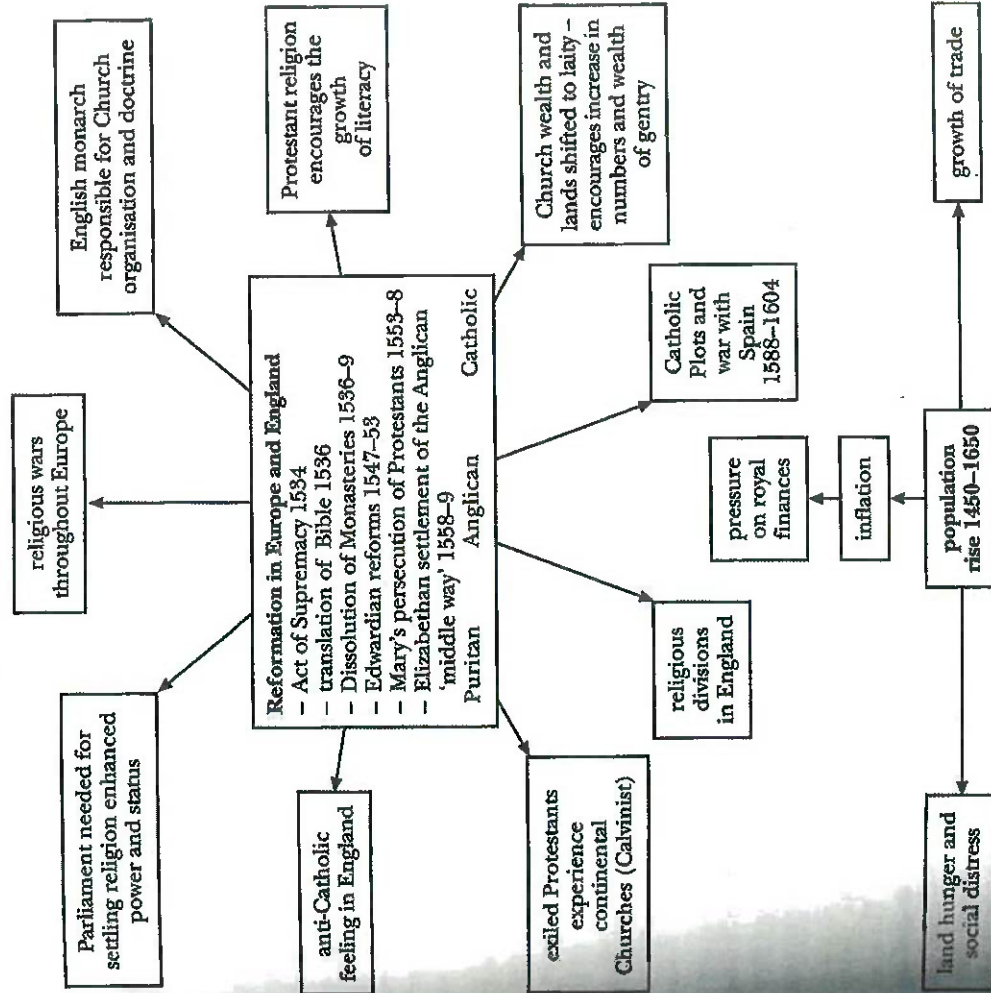 Parliament needed for
settling religion enhanced
power and status
religious wars
throughout Europe
English monarch
responsible for Church
organisation and doctrine
anti-Catholic
feeling in England
Reformation in Europe and England
– Act of Supremacy 1534
– translation of Bible 1536
– Dissolution of Monasteries 1536–9
– Edwardian reforms 1547–53
– Mary's persecution of Protestants 1553–8
– Elizabethan settlement of the Anglican
'middle way' 1558–9
Puritan Anglican Catholic
Protestant religion
encourages the
growth
of literacy
exiled Protestants
experience
continental
Churches (Calvinist)
religious
divisions
in England
Catholic
Plots and
war with
Spain
1588–1604
Church wealth and
lands shifted to laity –
encourages increase in
numbers and wealth
of gentry
pressure
on royal
finances
inflation
land hunger and
social distress
population
rise 1450–1650
growth of trade